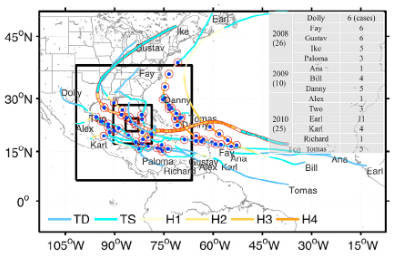 Earl
Ike
Gustav
Fay
Dolly
Danny
Alex
Karl
Thomas
Fay
Ana
Paloma
Gustav
Richard
Alex
Karl
Ana
Bill
Earl
Tomas
Dolly 6 (cases)
2008 Fay 6
(26) Gustav 6
Ike 5
Paloma 3
Ana 1
2009 Bill 4
(10) Danny 5
Alex 1
Two 3
2010 Earl 11
(25) Karl 4
Richard 1
Tomas 5
45°N
30°N
15°N
0°
105°W 90°W 75°W 60°W 45°W 30°W 15°W
TD TS H1 H2 H3 H4